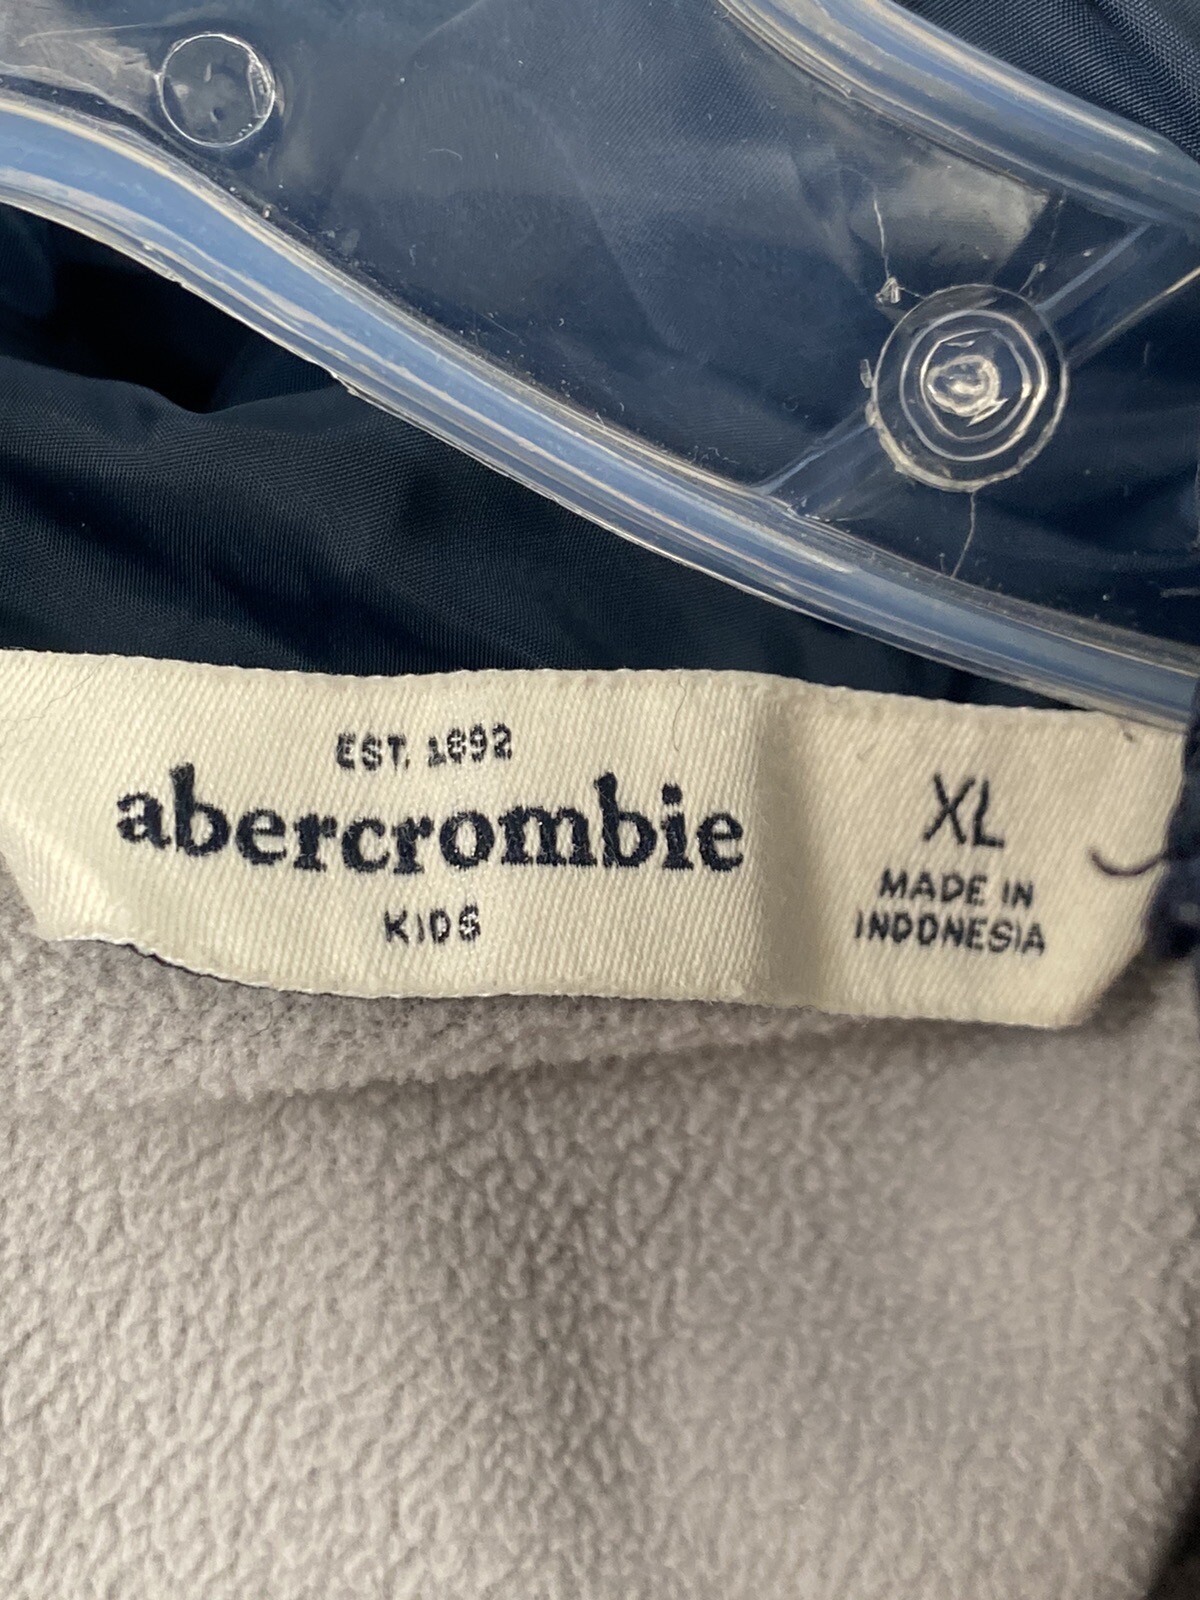 EST. 1892
abercrombie
KIDS
XL
MADE IN
INDONESIA